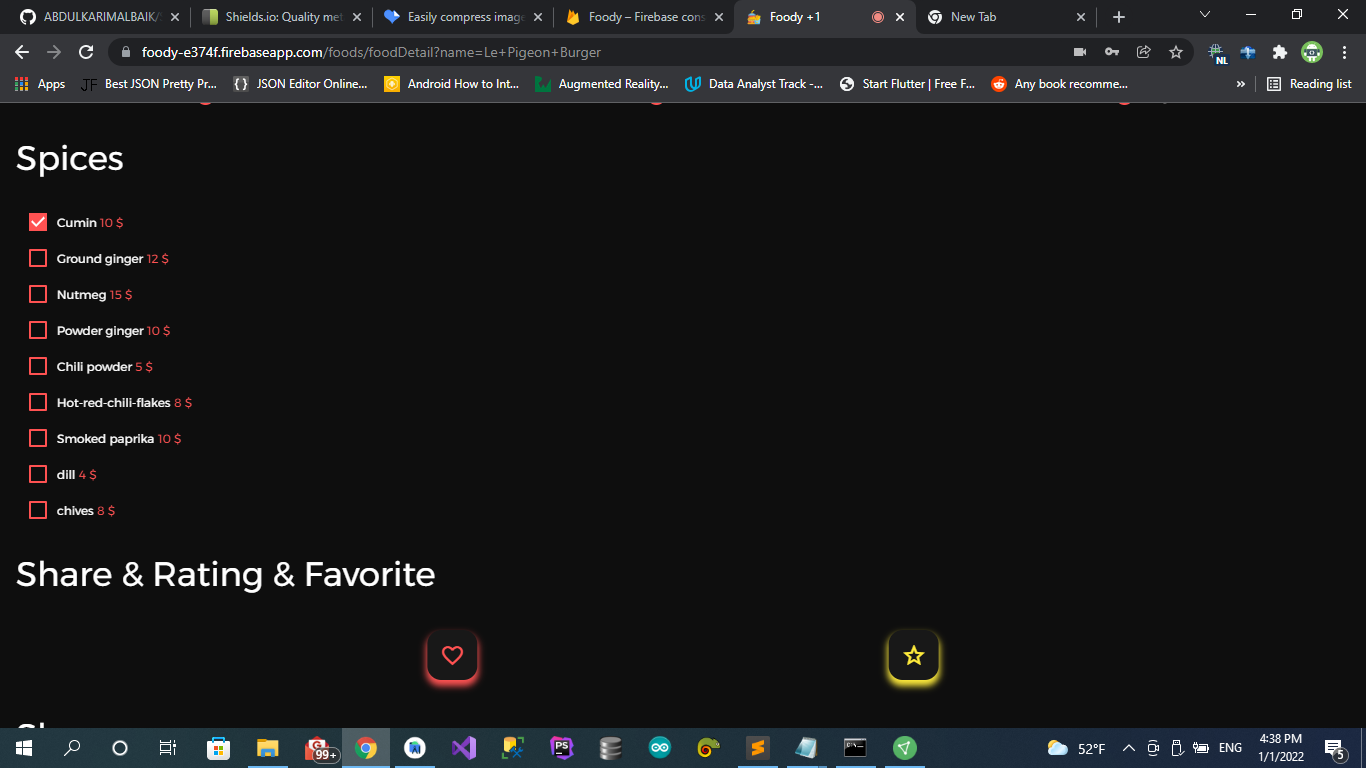 ABDULKARIMALBAIK/
Shields.io: Quality met
Easily compress image
Foody – Firebase cons
Foody +1
New Tab
foody-e374f.firebaseapp.com/foods/foodDetail?name=Le+Pigeon+Burger
NL
Apps
JF Best JSON Pretty Pr...
{} JSON Editor Online...
Android How to Int...
Augmented Reality...
Data Analyst Track -...
Start Flutter | Free F...
Any book recomme...
»
Reading list
Spices
Cumin 10 $
Ground ginger 12 $
Nutmeg 15 $
Powder ginger 10 $
Chili powder 5 $
Hot-red-chili-flakes 8 $
Smoked paprika 10 $
dill 4 $
chives 8 $
Share & Rating & Favorite
99+
PS
52°F
ENG
4:38 PM
1/1/2022
5